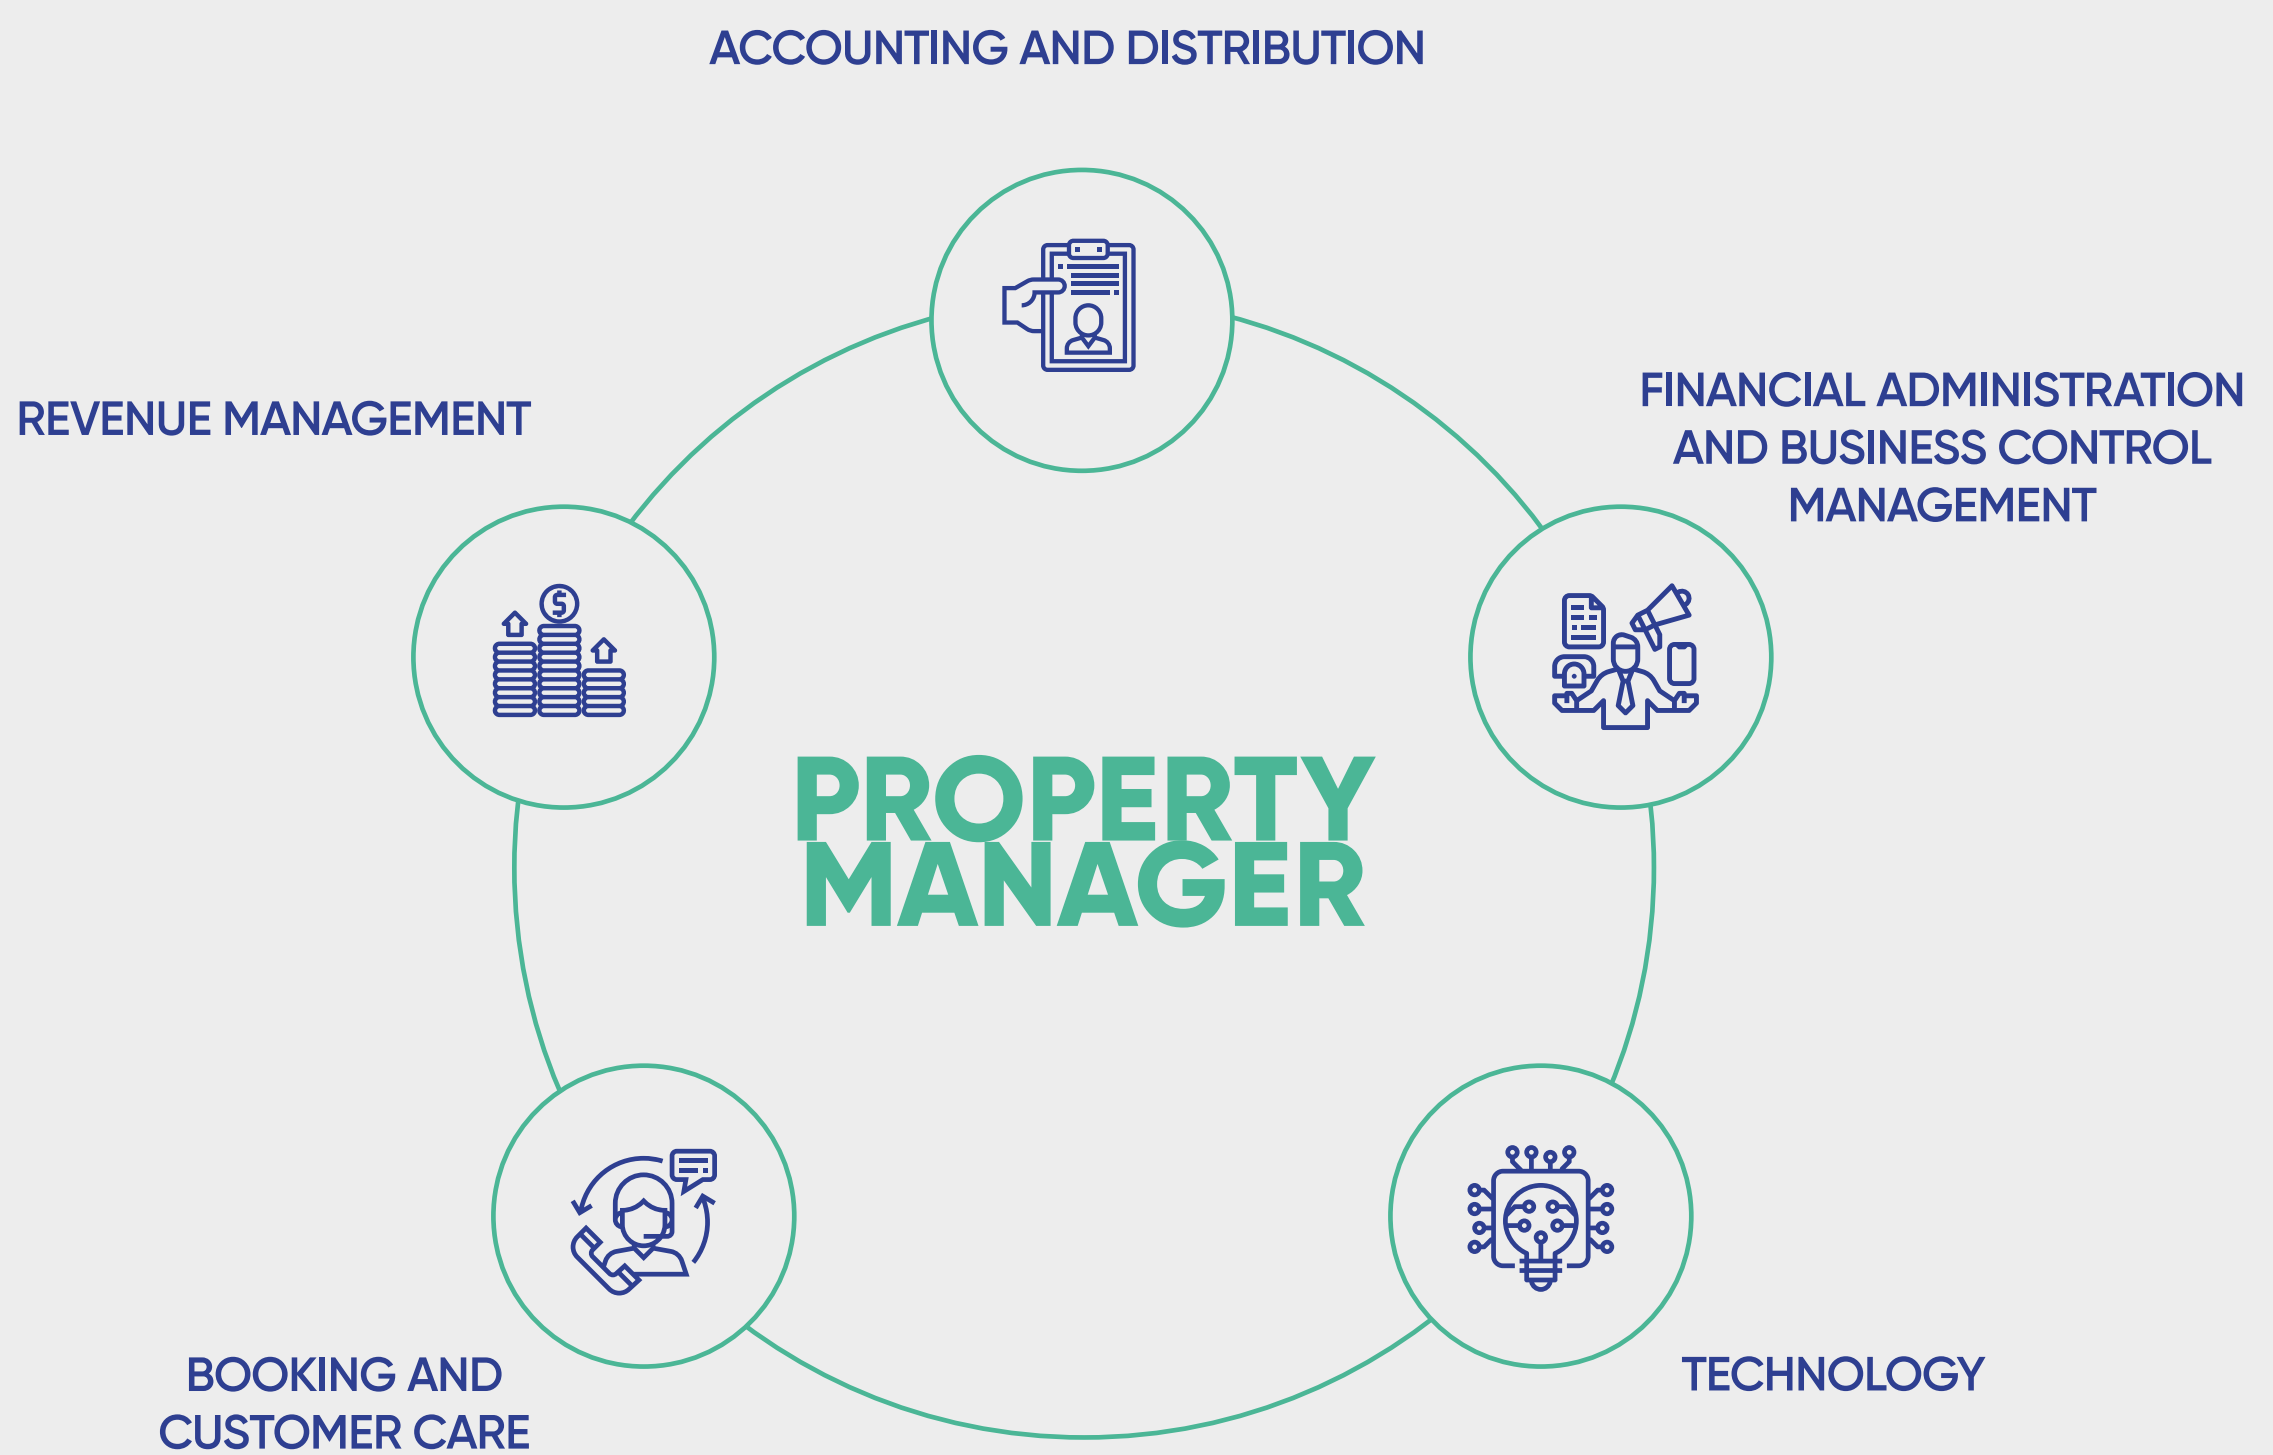 ACCOUNTING AND DISTRIBUTION
REVENUE MANAGEMENT
FINANCIAL ADMINISTRATION
AND BUSINESS CONTROL
MANAGEMENT
$
PROPERTY
MANAGER
BOOKING AND
CUSTOMER CARE
TECHNOLOGY